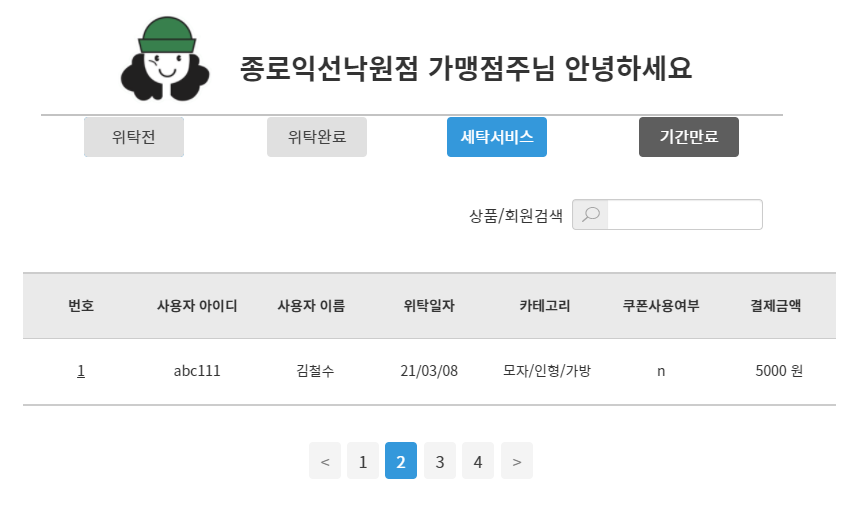 종로익선낙원점 가맹점주님 안녕하세요
위탁전 위탁완료 세탁서비스 기간만료
상품/회원검색
번호 사용자 아이디 사용자 이름 위탁일자 카테고리 쿠폰사용여부 결제금액
1 abc111 김철수 21/03/08 모자/인형/가방 n 5000 원
< 1 2 3 4 >